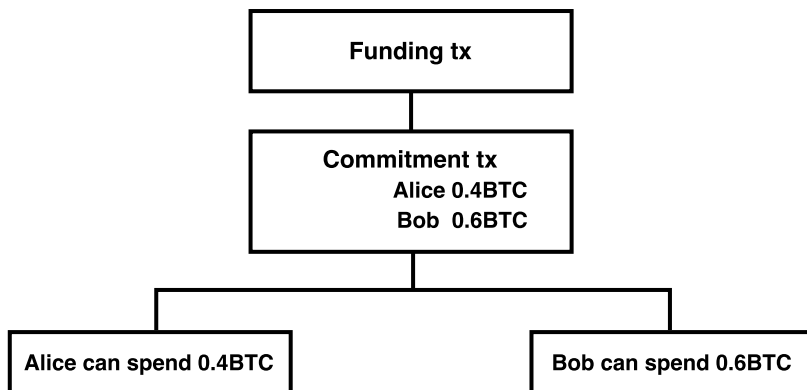 Funding tx
Commitment tx
Alice 0.4BTC
Bob 0.6BTC
Alice can spend 0.4BTC
Bob can spend 0.6BTC